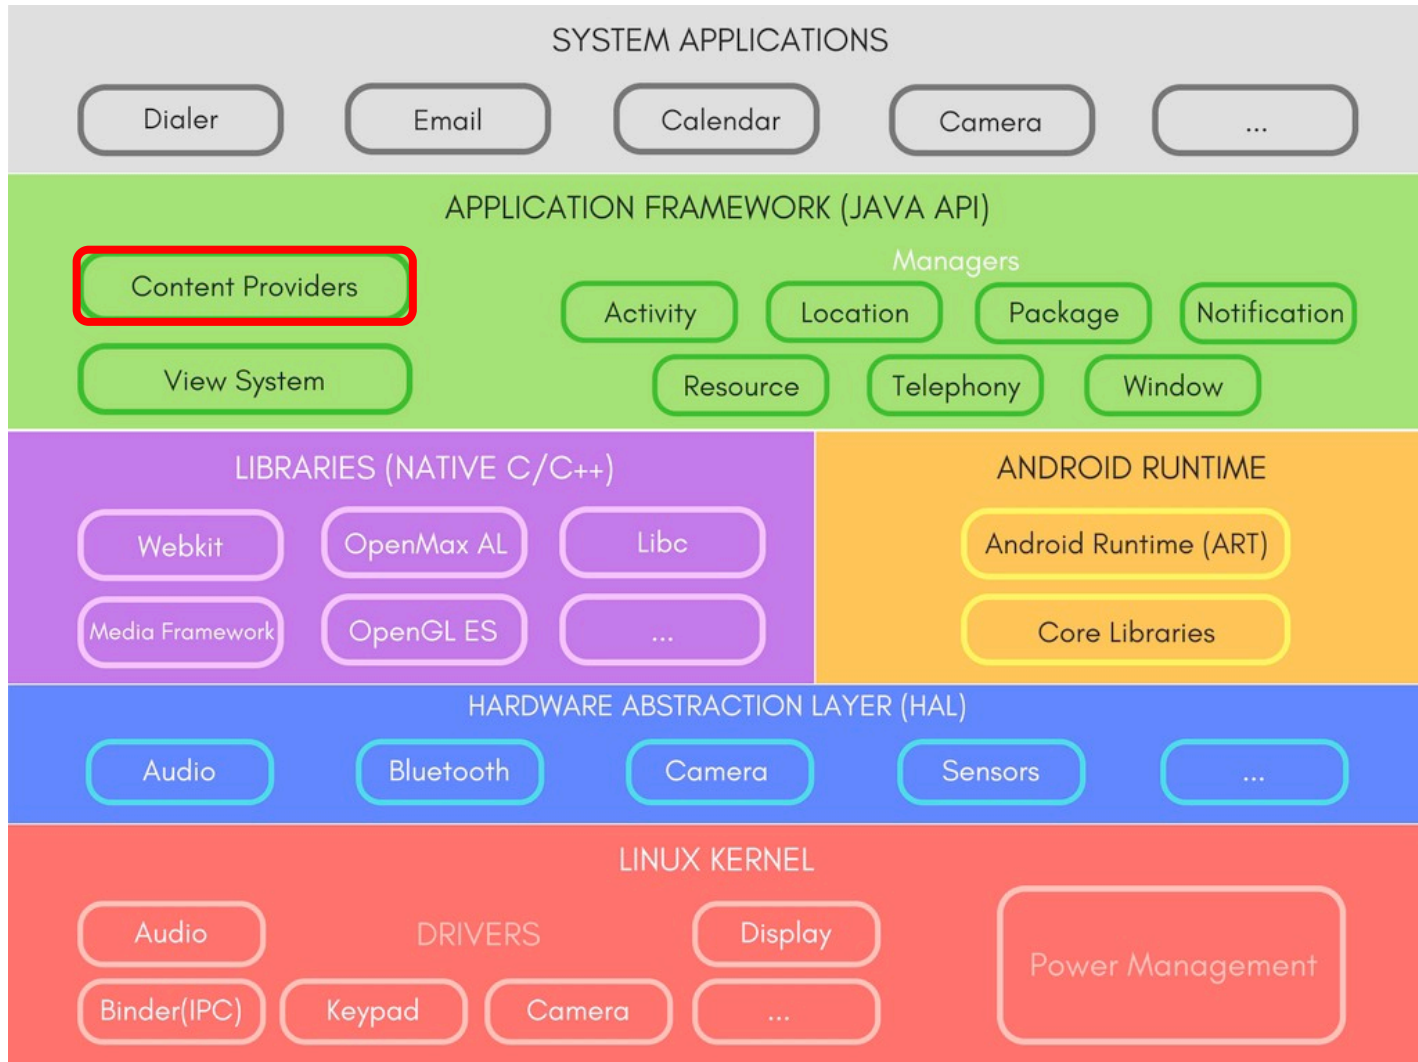 SYSTEM APPLICATIONS
Dialer
Email
Calendar
Camera
...
APPLICATION FRAMEWORK (JAVA API)
Content Providers
View System
Managers
Activity
Location
Package
Notification
Resource
Telephony
Window
LIBRARIES (NATIVE C/C++)
Webkit
OpenMax AL
Libc
Media Framework
OpenGL ES
...
ANDROID RUNTIME
Android Runtime (ART)
Core Libraries
HARDWARE ABSTRACTION LAYER (HAL)
Audio
Bluetooth
Camera
Sensors
...
LINUX KERNEL
Audio
DRIVERS
Display
Binder(IPC)
Keypad
Camera
...
Power Management